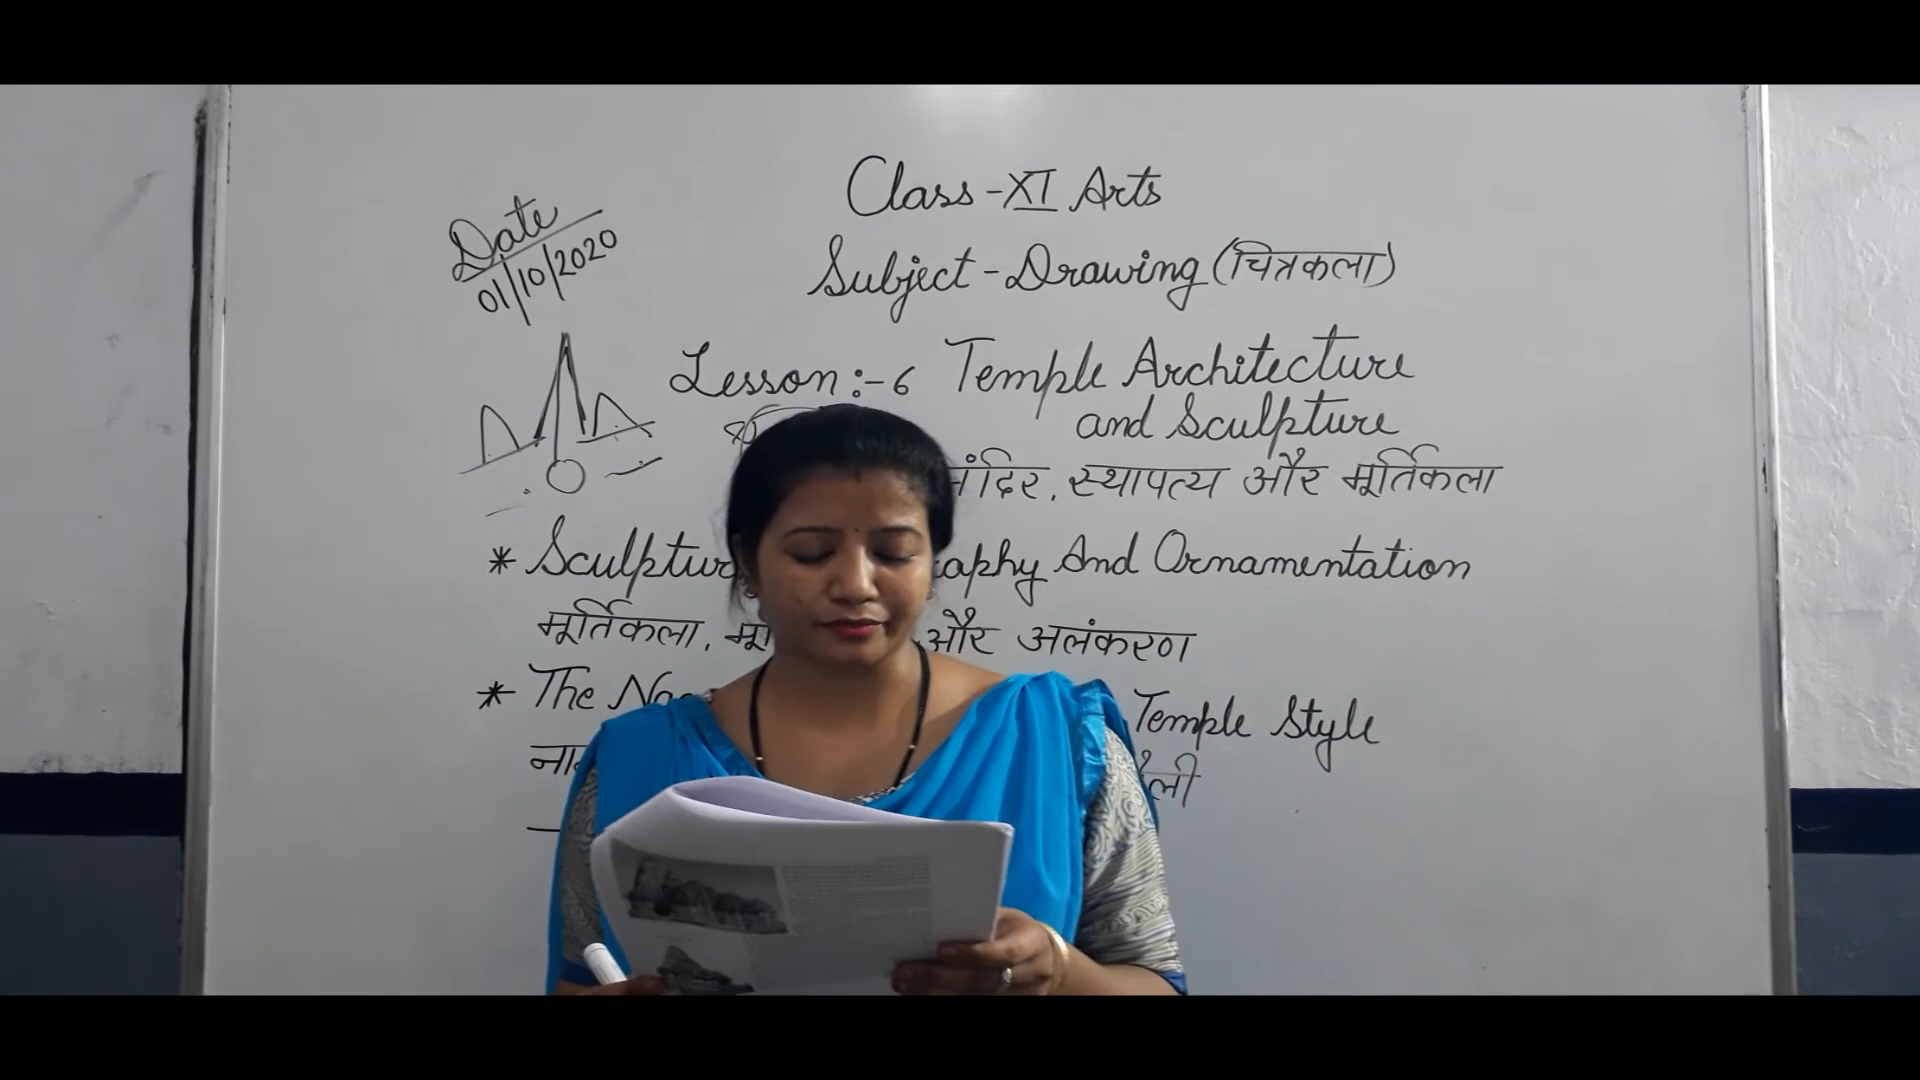 Class-XI Arts
Date
01/10/2020
Subject-Drawing (चित्रकला)
Lesson:-6 Temple Architecture
and Sculpture
मंदिर, स्थापत्य और मूर्तिकला
* Sculptur And Ornamentation
मूर्तिकला, और अलंकरण
* The Temple Style